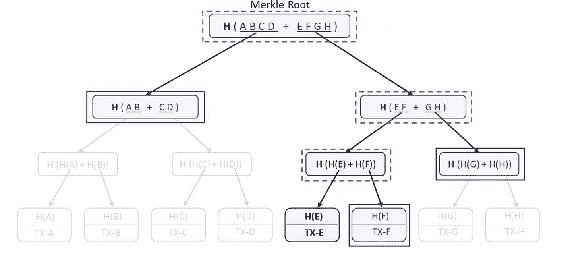 Merkle Root
H (ABCD + EFGH)
H (AB + CD)
H (EF + GH)
H (H(A) + H(B))
H (H(C) + H(D))
H (H(E) + H(F))
H (H(G) + H(H))
H(A)
H(B)
H(C)
H(D)
H(E)
H(F)
H(G)
H(H)
TX-A
TX-B
TX-C
TX-D
TX-E
TX-F
TX-G
TX-H